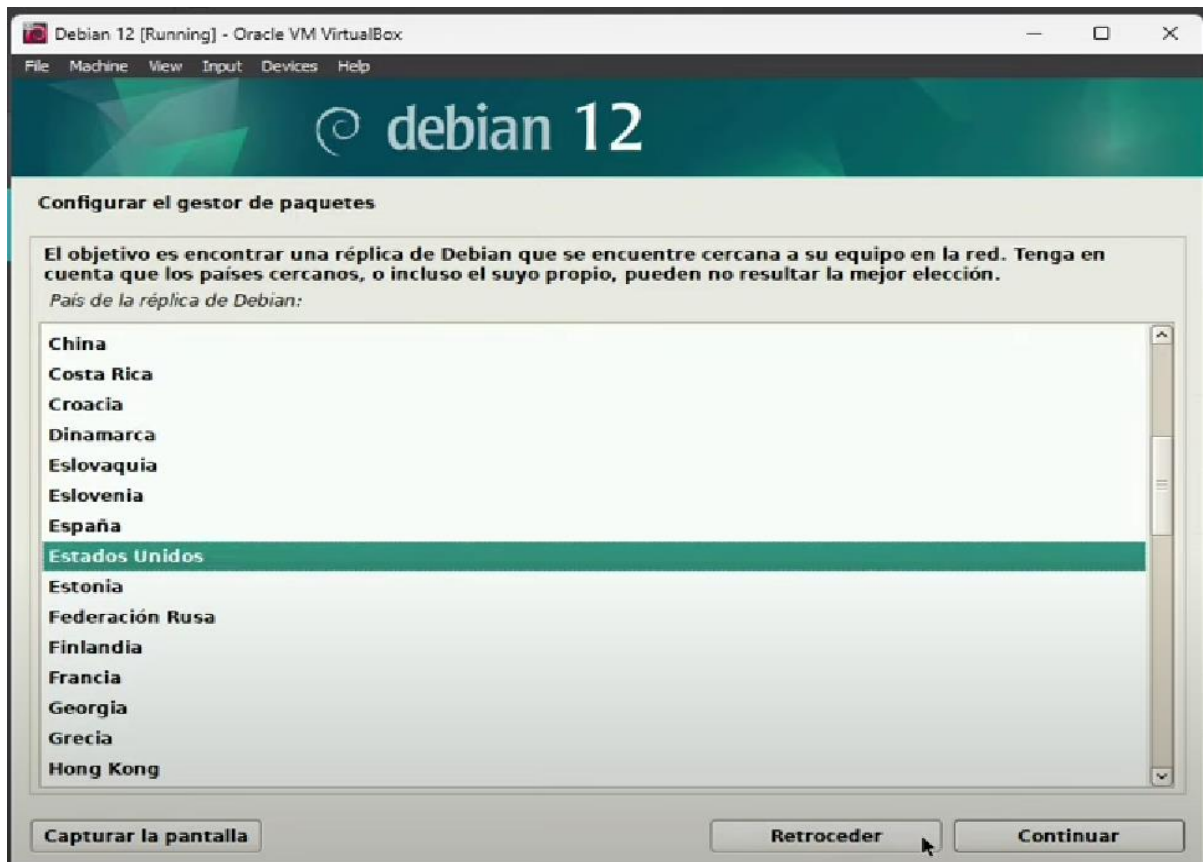 Debian 12 [Running] - Oracle VM VirtualBox
File Machine View Input Devices Help
debian 12
Configurar el gestor de paquetes
El objetivo es encontrar una réplica de Debian que se encuentre cercana a su equipo en la red. Tenga en
cuenta que los países cercanos, o incluso el suyo propio, pueden no resultar la mejor elección.
País de la réplica de Debian:
China
Costa Rica
Croacia
Dinamarca
Eslovaquia
Eslovenia
España
Estados Unidos
Estonia
Federación Rusa
Finlandia
Francia
Georgia
Grecia
Hong Kong
Capturar la pantalla
Retroceder
Continuar